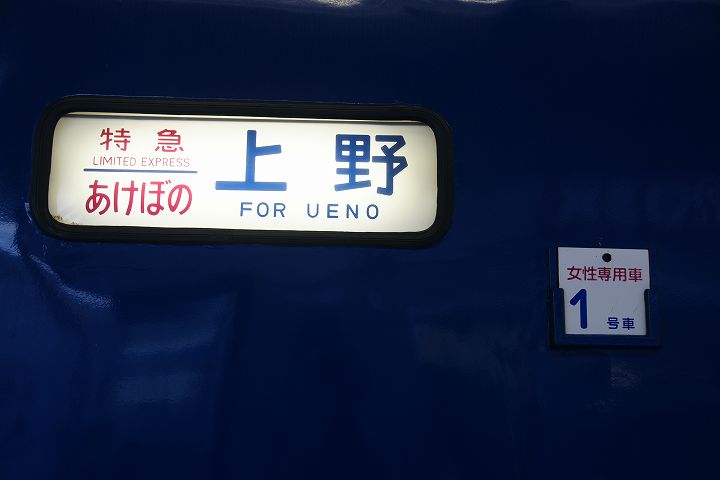 特急
LIMITED EXPRESS
あけぼの
上野
FOR UENO
女性専用車
1号車